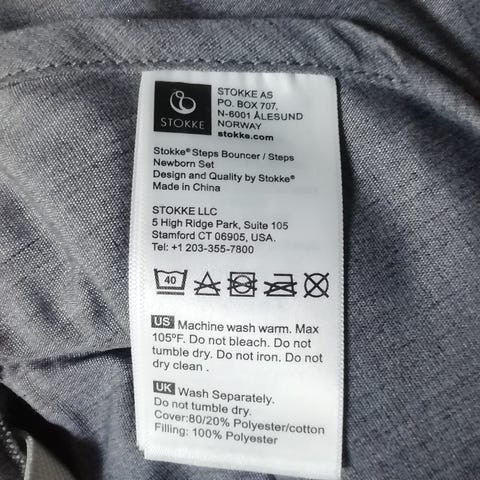 STOKKE
STOKKE AS
PO. BOX 707,
N-6001 ÅLESUND
NORWAY
stokke.com
Stokke® Steps Bouncer / Steps
Newborn Set
Design and Quality by Stokke®
Made in China
STOKKE LLC
5 High Ridge Park, Suite 105
Stamford CT 06905, USA.
Tel: +1 203-355-7800
40
US Machine wash warm. Max
105ºF. Do not bleach. Do not
tumble dry. Do not iron. Do not
dry clean .
UK Wash Separately.
Do not tumble dry.
Cover:80/20% Polyester/cotton
Filling: 100% Polyester